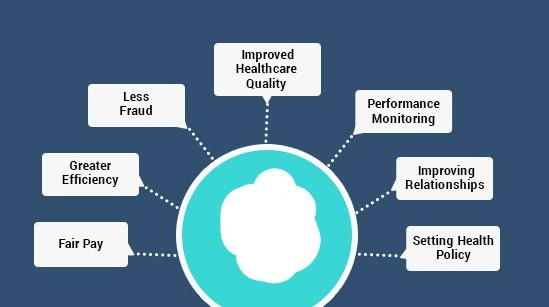 Improved
Healthcare
Quality
Less
Fraud
Performance
Monitoring
Greater
Efficiency
Improving
Relationships
Fair Pay
Setting Health
Policy